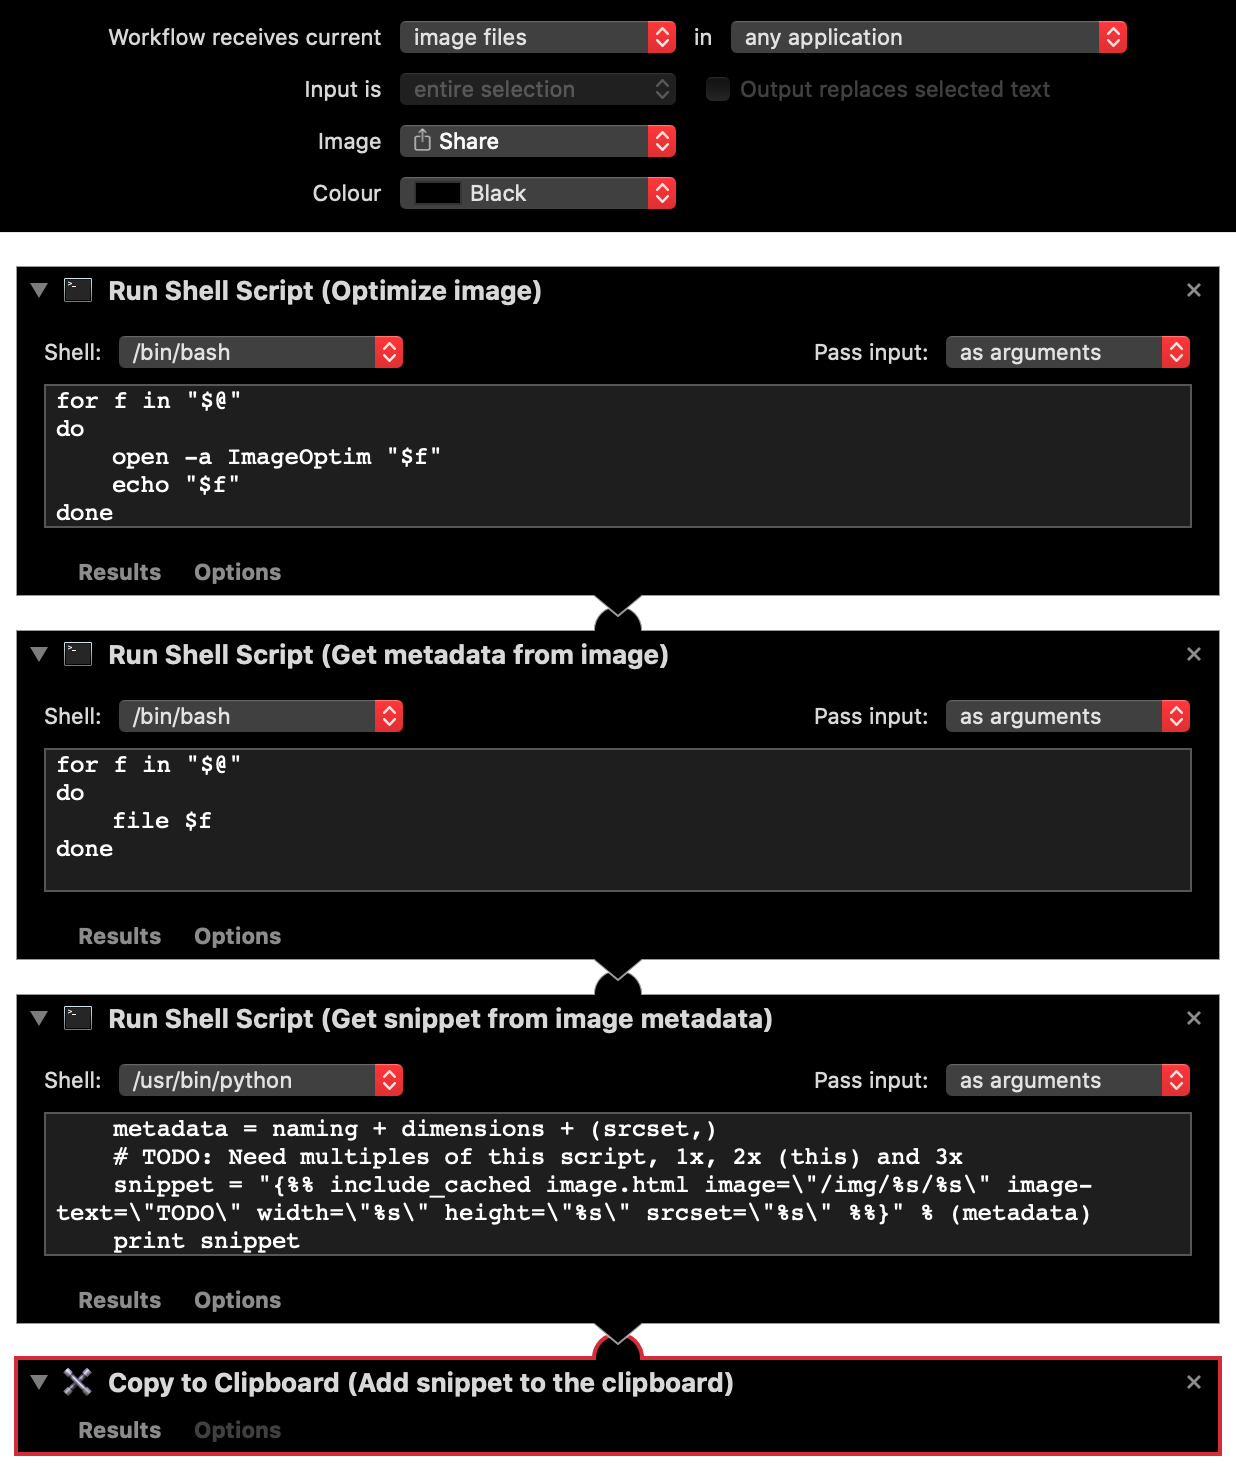 Workflow receives current image files in any application
Input is entire selection Output replaces selected text
Image Share
Colour Black
Run Shell Script (Optimize image)
Shell: /bin/bash Pass input: as arguments
for f in "$@"
do
    open -a ImageOptim "$f"
    echo "$f"
done
Results Options
Run Shell Script (Get metadata from image)
Shell: /bin/bash Pass input: as arguments
for f in "$@"
do
    file $f
done
Results Options
Run Shell Script (Get snippet from image metadata)
Shell: /usr/bin/python Pass input: as arguments
    metadata = naming + dimensions + (srcset,)
    # TODO: Need multiples of this script, 1x, 2x (this) and 3x
    snippet = "{%% include_cached image.html image=\"/img/%s/%s\" image-
text=\"TODO\" width=\"%s\" height=\"%s\" srcset=\"%s\" %%}" % (metadata)
    print snippet
Results Options
Copy to Clipboard (Add snippet to the clipboard)
Results Options